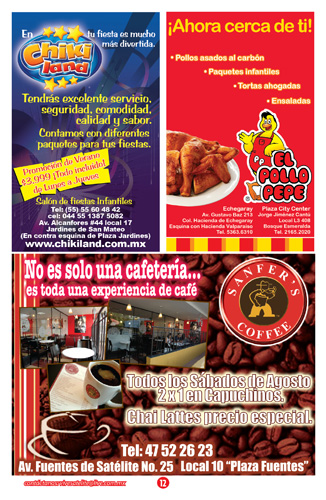 En
Chiki
land
tu fiesta es mucho
más divertida.
Tendrás excelente servicio,
seguridad, comodidad,
calidad y sabor.
Contamos con diferentes
paquetes para tus fiestas.
Promoción de Verano
$3,999 ¡Todo incluido!
de Lunes a Jueves
Salón de fiestas Infantiles
Tel: (55) 55 60 48 42
cel: 044 55 1387 5082
Av. Alcanfores #44 local 17
Jardines de San Mateo
(En contra esquina de Plaza Jardines)
www.chikiland.com.mx
¡Ahora cerca de ti!
• Pollos asados al carbón
• Paquetes infantiles
• Tortas ahogadas
• Ensaladas
EL
POLLO
PEPE
Echegaray
Av. Gustavo Baz 213
Col. Hacienda de Echegaray
Esquina con Hacienda Valparaíso
Tel. 5363.6310
Plaza City Center
Jorge Jiménez Cantú
Local L3 408
Bosque Esmeralda
Tel. 2165.2020
No es solo una cafetería...
es toda una experiencia de café
SANFER'S
COFFEE
Todos los Sábados de Agosto
2 x 1 en Capuchinos.
Chai Lattes precio especial.
Tel: 47 52 26 23
Av. Fuentes de Satélite No. 25 Local 10 "Plaza Fuentes"
12